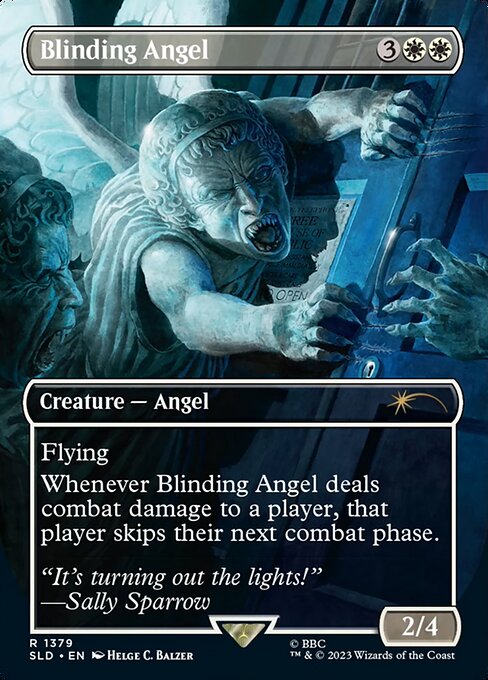 Blinding Angel 3
FREE
OPEN
Creature — Angel
Flying
Whenever Blinding Angel deals
combat damage to a player, that
player skips their next combat phase.
“It’s turning out the lights!”
—Sally Sparrow
2/4
R 1379
SLD • EN Helge C. Balzer
© BBC
™ & © 2023 Wizards of the Coast